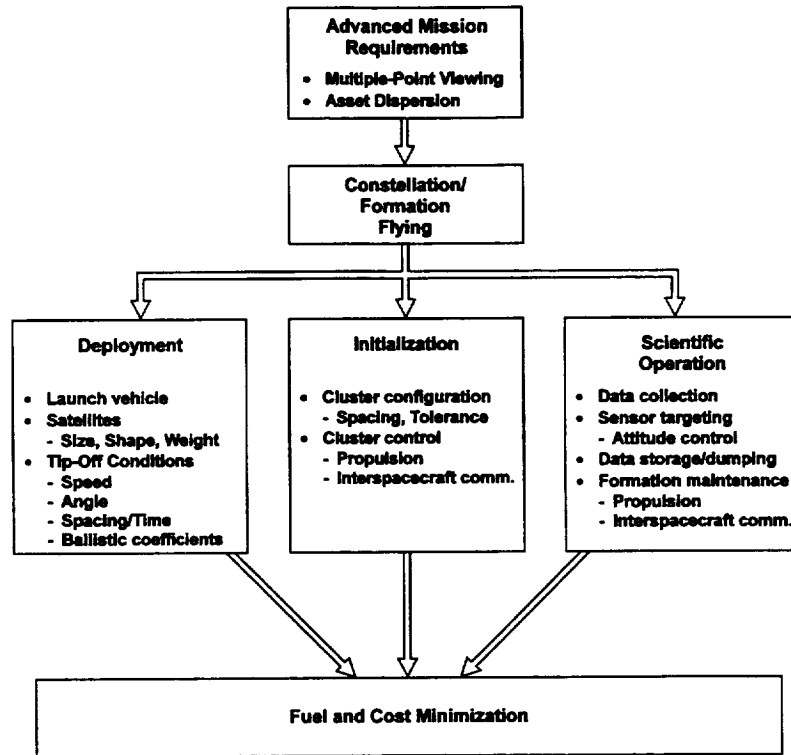 Advanced Mission
Requirements
• Multiple-Point Viewing
• Asset Dispersion
Constellation/
Formation
Flying
Deployment
• Launch vehicle
• Satellites
- Size, Shape, Weight
• Tip-Off Conditions
- Speed
- Angle
- Spacing/Time
- Ballistic coefficients
Initialization
• Cluster configuration
- Spacing, Tolerance
• Cluster control
- Propulsion
- Interspacecraft comm.
Scientific
Operation
• Data collection
• Sensor targeting
- Attitude control
• Data storage/dumping
• Formation maintenance
- Propulsion
- Interspacecraft comm.
Fuel and Cost Minimization